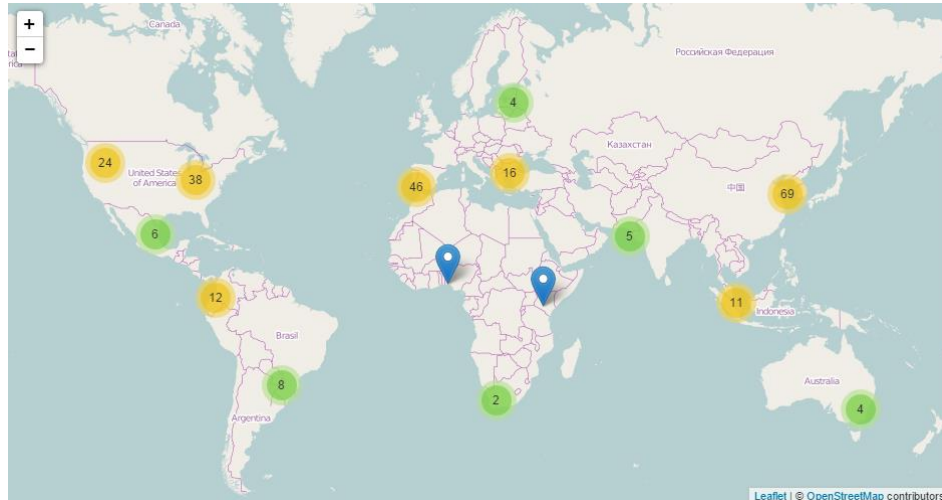 +
Canada
−
Российская Федерация
4
Казахстан
24
United States
of America
38
16
46
中国
69
6
5
12
11
Indonesia
Brasil
Australia
8
2
4
Argentina
Leaflet | © OpenStreetMap contributors